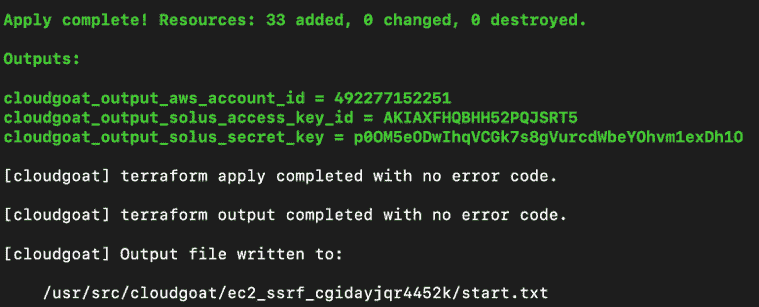 Apply complete! Resources: 33 added, 0 changed, 0 destroyed.
Outputs:
cloudgoat_output_aws_account_id = 492277152251
cloudgoat_output_solus_access_key_id = AKIAXFHQBHH52PQJSRT5
cloudgoat_output_solus_secret_key = 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
[cloudgoat] terraform apply completed with no error code.
[cloudgoat] terraform output completed with no error code.
[cloudgoat] Output file written to:
/usr/src/cloudgoat/ec2_ssrf_cgidayjqr4452k/start.txt